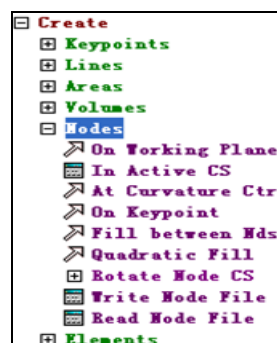 Create
Keypoints
Lines
Areas
Volumes
Nodes
On Working Plane
In Active CS
At Curvature Ctr
On Keypoint
Fill between Nds
Quadratic Fill
Rotate Node CS
Write Node File
Read Node File
Elements